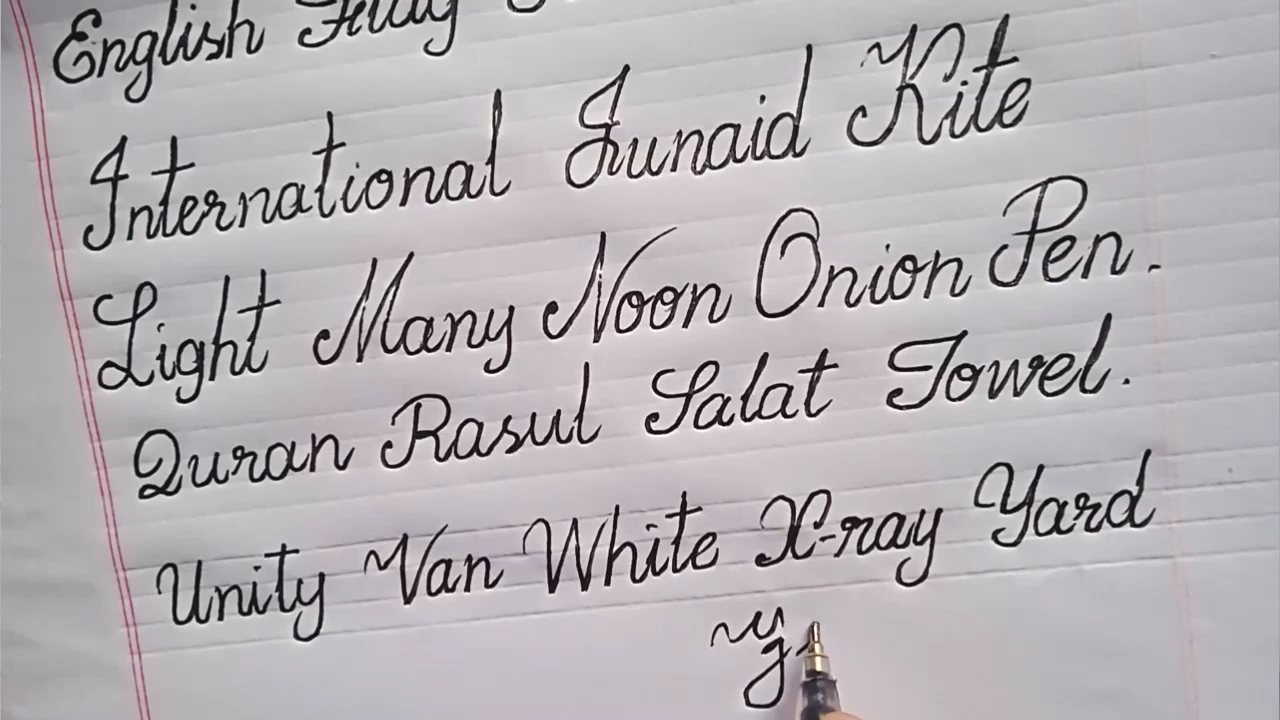 English
International Junaid Kite
Light Many Noon Onion Pen.
Quran Rasul Salat Towel.
Unity Van White X-ray Yard